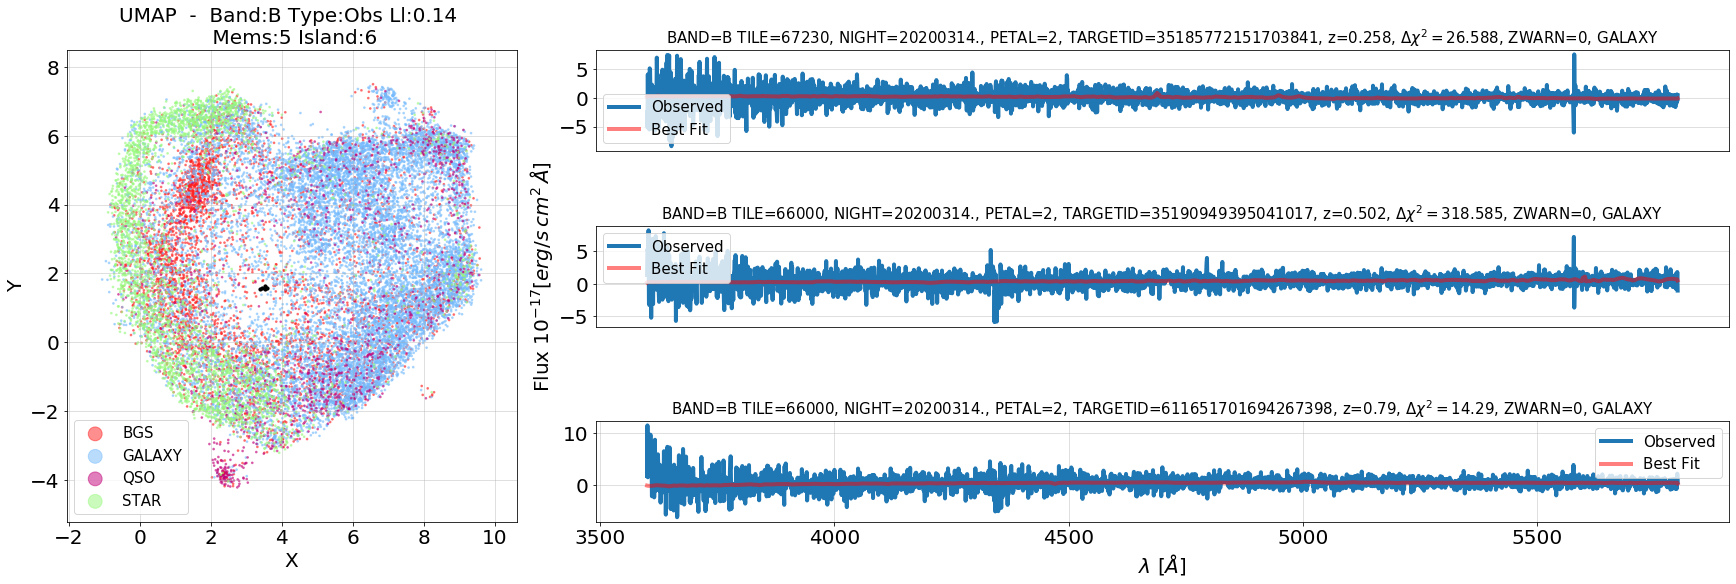 UMAP - Band:B Type:Obs Ll:0.14
Mems:5 Island:6
8
6
4
2
0
−2
−4
Y
−2 0 2 4 6 8 10
X
BGS
GALAXY
QSO
STAR
Flux 10⁻¹⁷[erg/s cm² Å]
BAND=B TILE=67230, NIGHT=20200314., PETAL=2, TARGETID=35185772151703841, z=0.258, Δχ² = 26.588, ZWARN=0, GALAXY
5
0
−5
Observed
Best Fit
BAND=B TILE=66000, NIGHT=20200314., PETAL=2, TARGETID=35190949395041017, z=0.502, Δχ² = 318.585, ZWARN=0, GALAXY
5
0
−5
Observed
Best Fit
BAND=B TILE=66000, NIGHT=20200314., PETAL=2, TARGETID=611651701694267398, z=0.79, Δχ² = 14.29, ZWARN=0, GALAXY
10
0
Observed
Best Fit
3500 4000 4500 5000 5500
λ [Å]